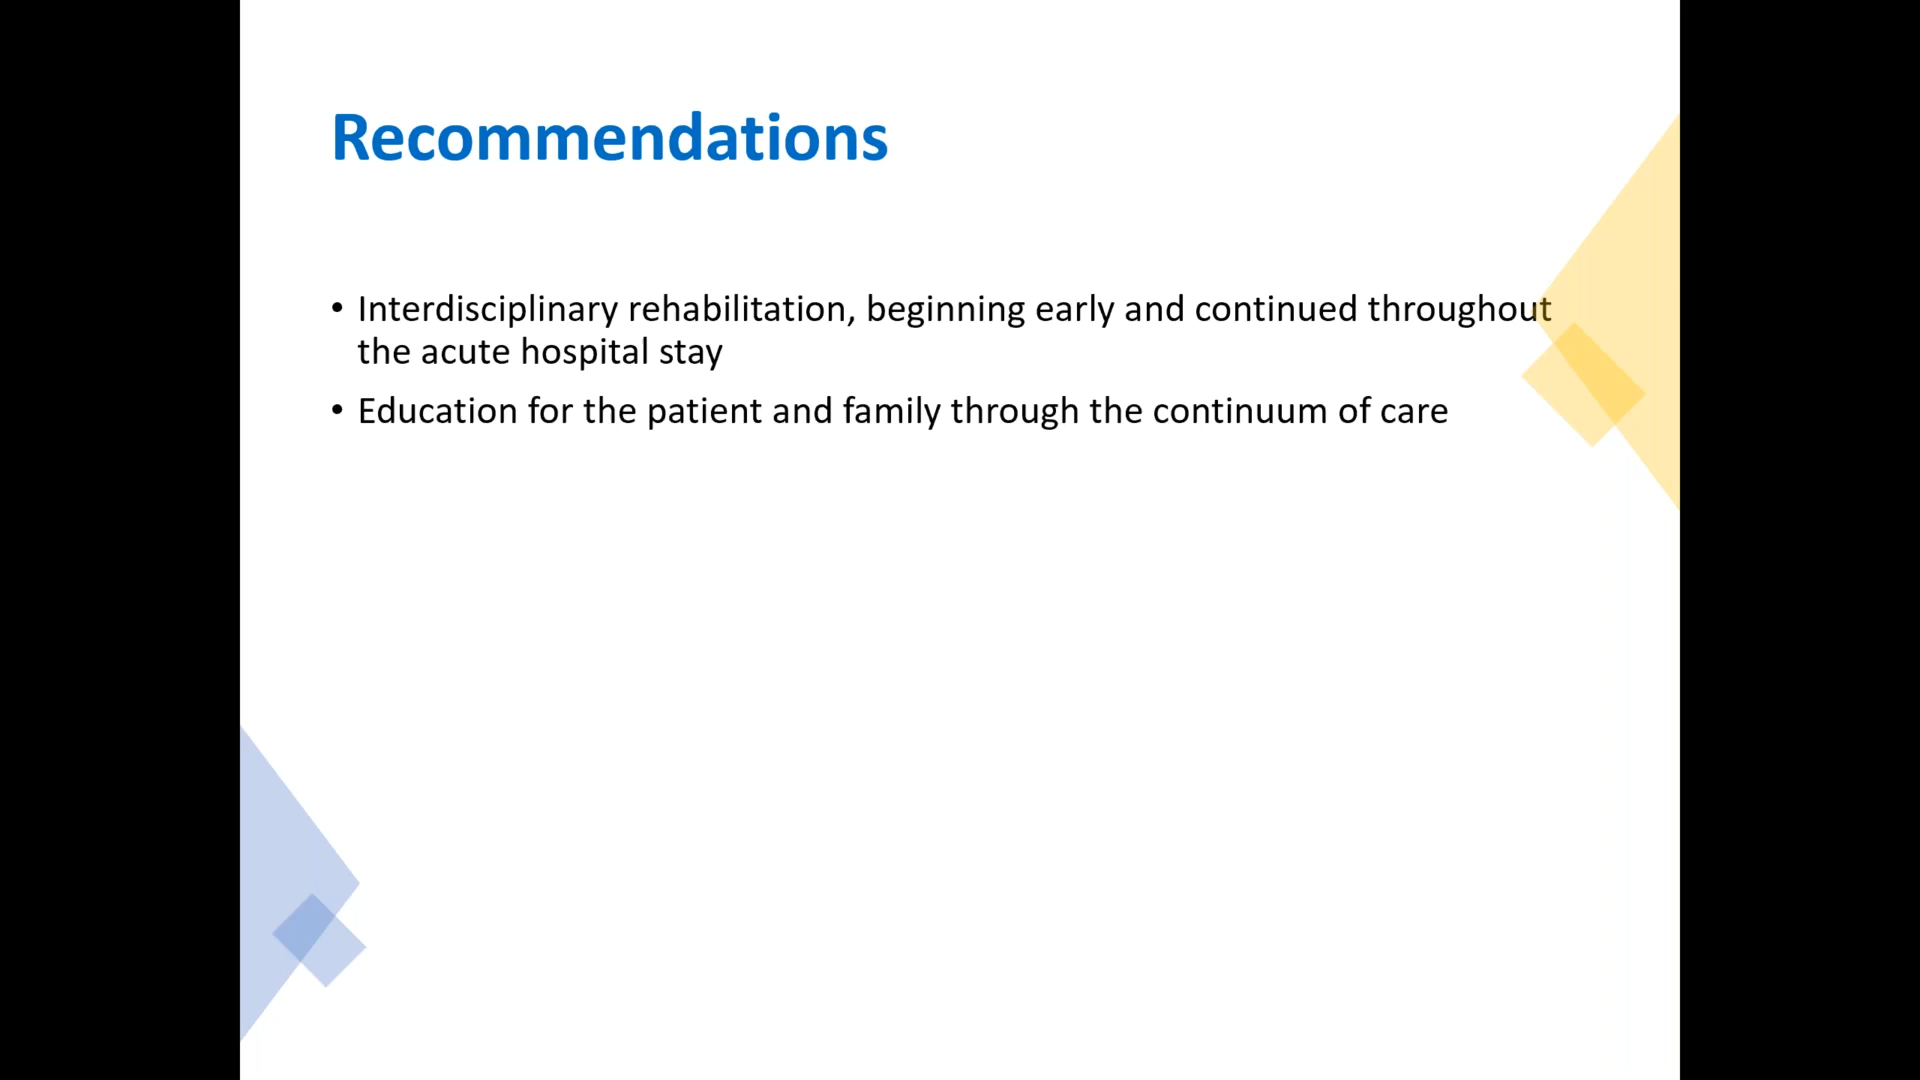 Recommendations
• Interdisciplinary rehabilitation, beginning early and continued throughout
the acute hospital stay
• Education for the patient and family through the continuum of care